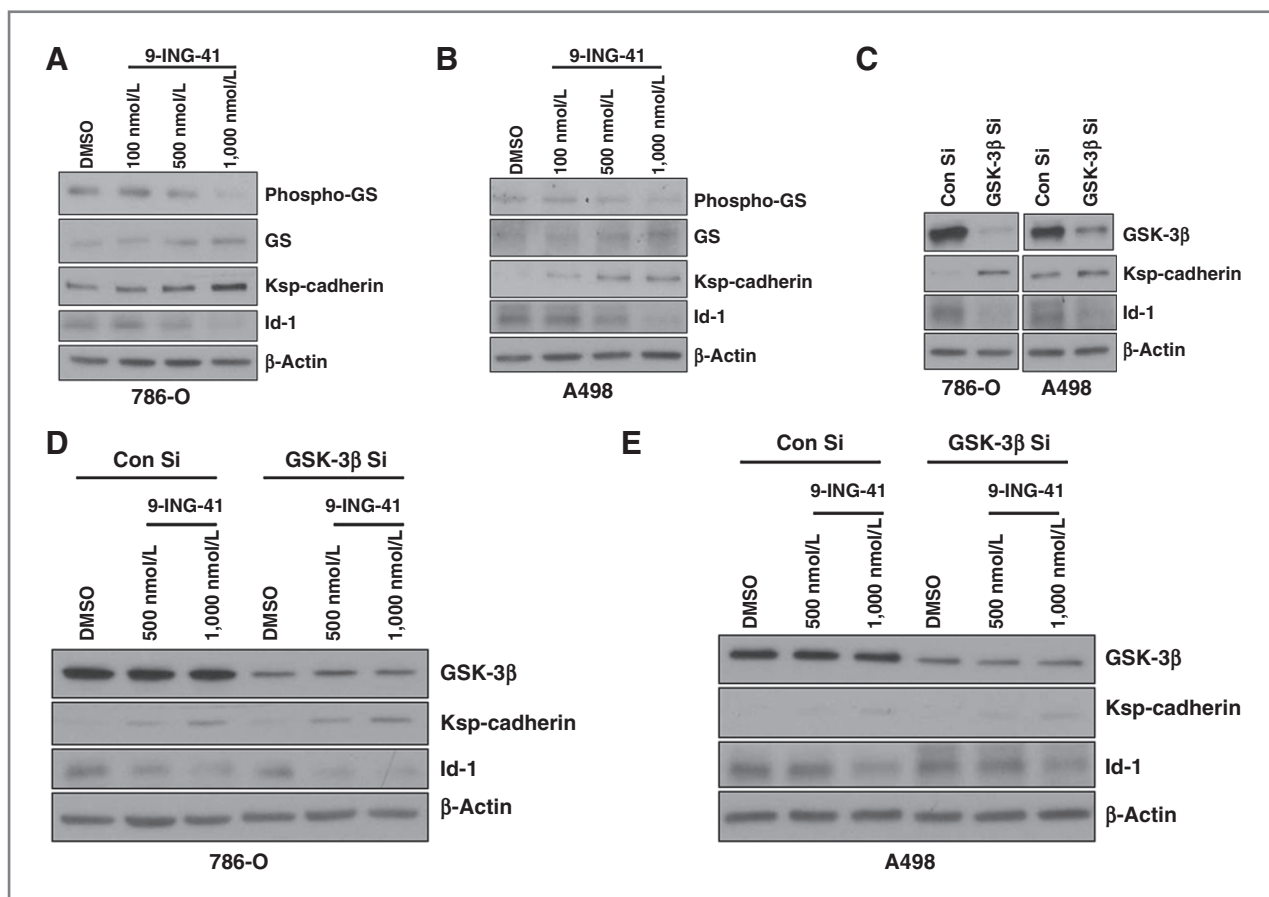 A
9-ING-41
DMSO
100 nmol/L
500 nmol/L
1,000 nmol/L
Phospho-GS
GS
Ksp-cadherin
Id-1
β-Actin
786-O
B
9-ING-41
DMSO
100 nmol/L
500 nmol/L
1,000 nmol/L
Phospho-GS
GS
Ksp-cadherin
Id-1
β-Actin
A498
C
Con Si
GSK-3β Si
Con Si
GSK-3β Si
GSK-3β
Ksp-cadherin
Id-1
β-Actin
786-O A498
D
Con Si GSK-3β Si
9-ING-41 9-ING-41
DMSO
500 nmol/L
1,000 nmol/L
DMSO
500 nmol/L
1,000 nmol/L
GSK-3β
Ksp-cadherin
Id-1
β-Actin
786-O
E
Con Si GSK-3β Si
9-ING-41 9-ING-41
DMSO
500 nmol/L
1,000 nmol/L
DMSO
500 nmol/L
1,000 nmol/L
GSK-3β
Ksp-cadherin
Id-1
β-Actin
A498